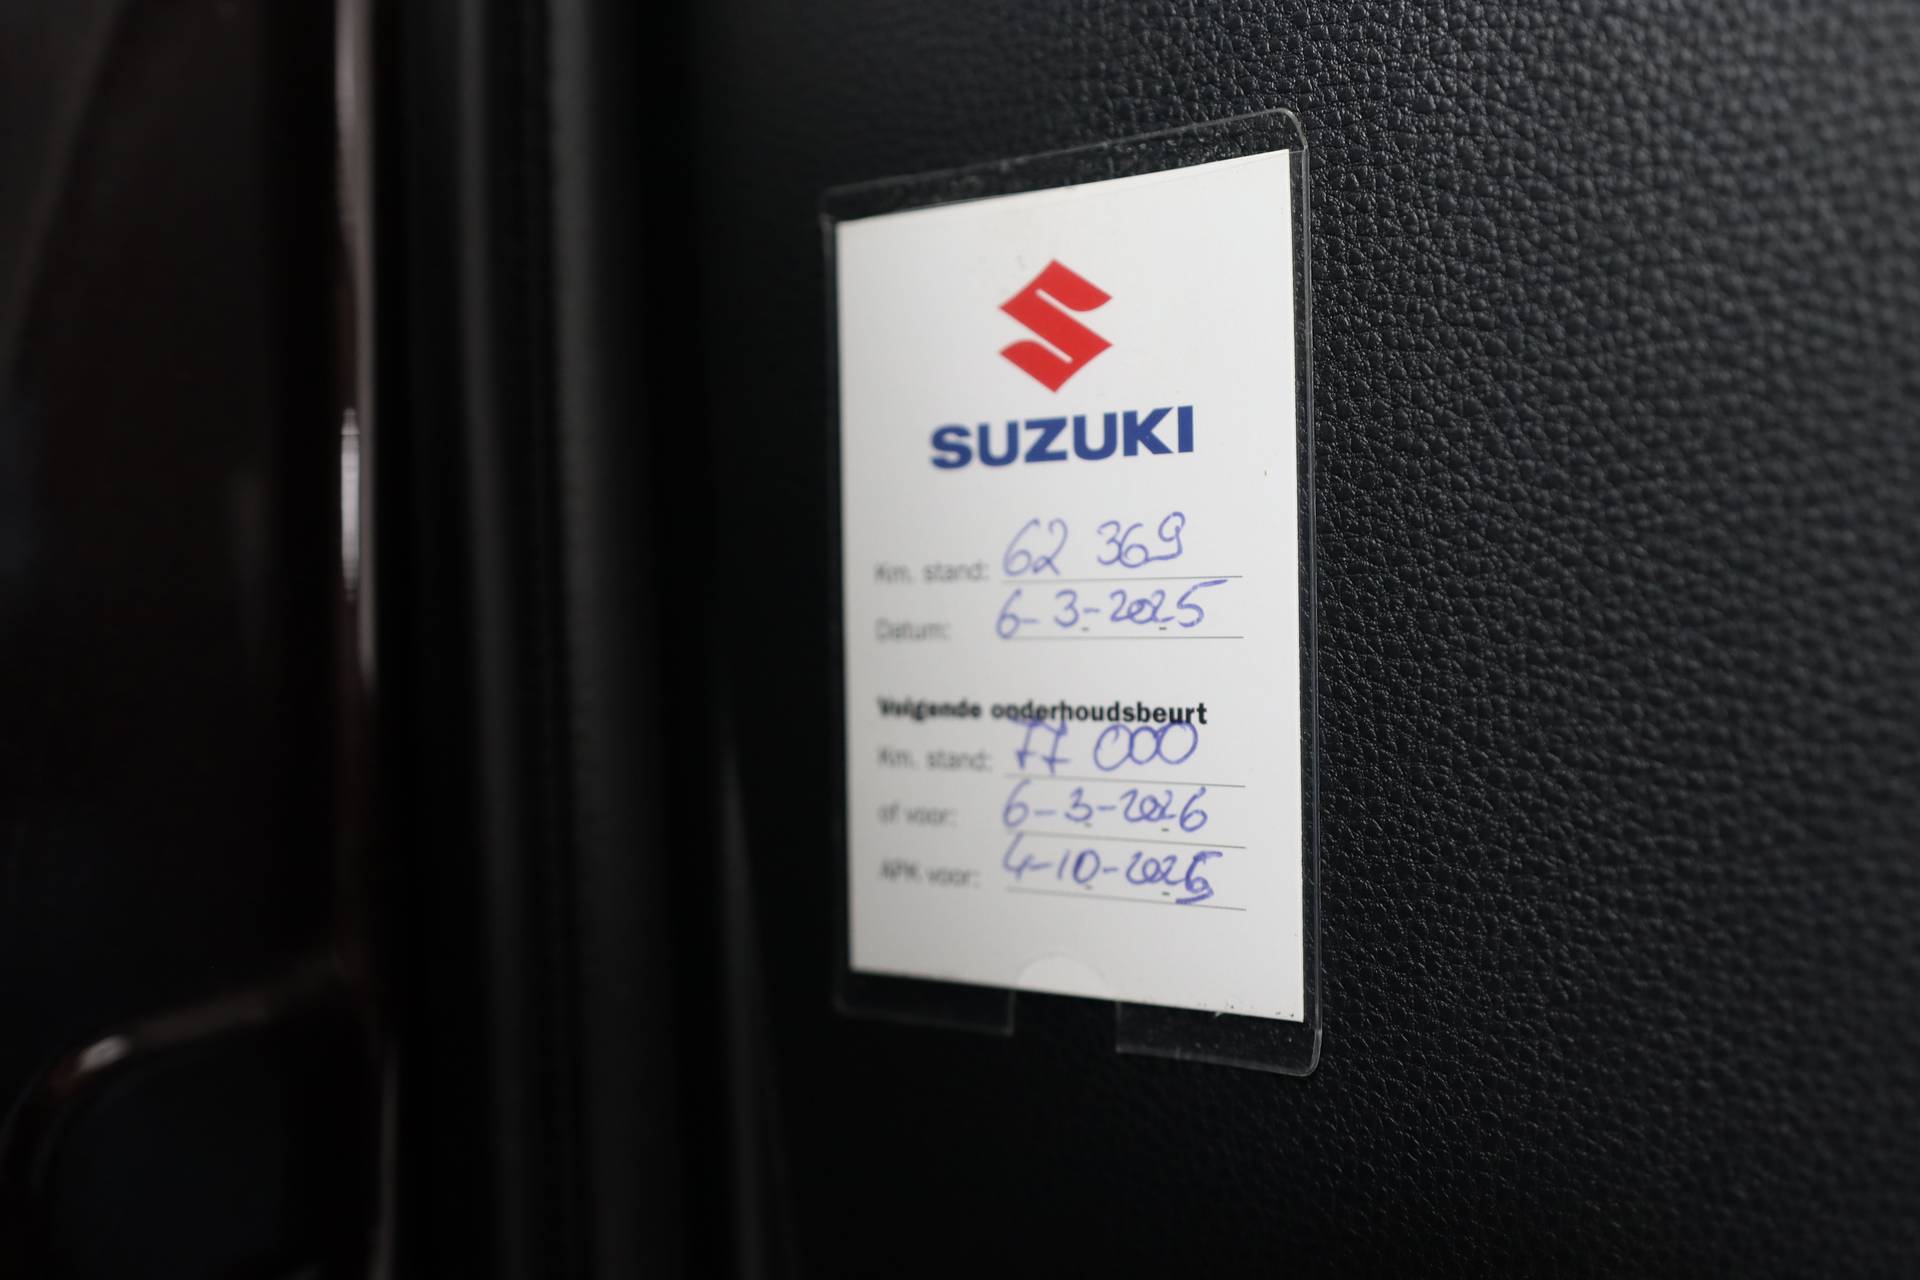 SUZUKI
Km. stand: 62 369
Datum: 6-3-2025
Volgende onderhoudsbeurt
Km. stand: 77 000
of voor: 6-3-2026
APK voor: 4-10-